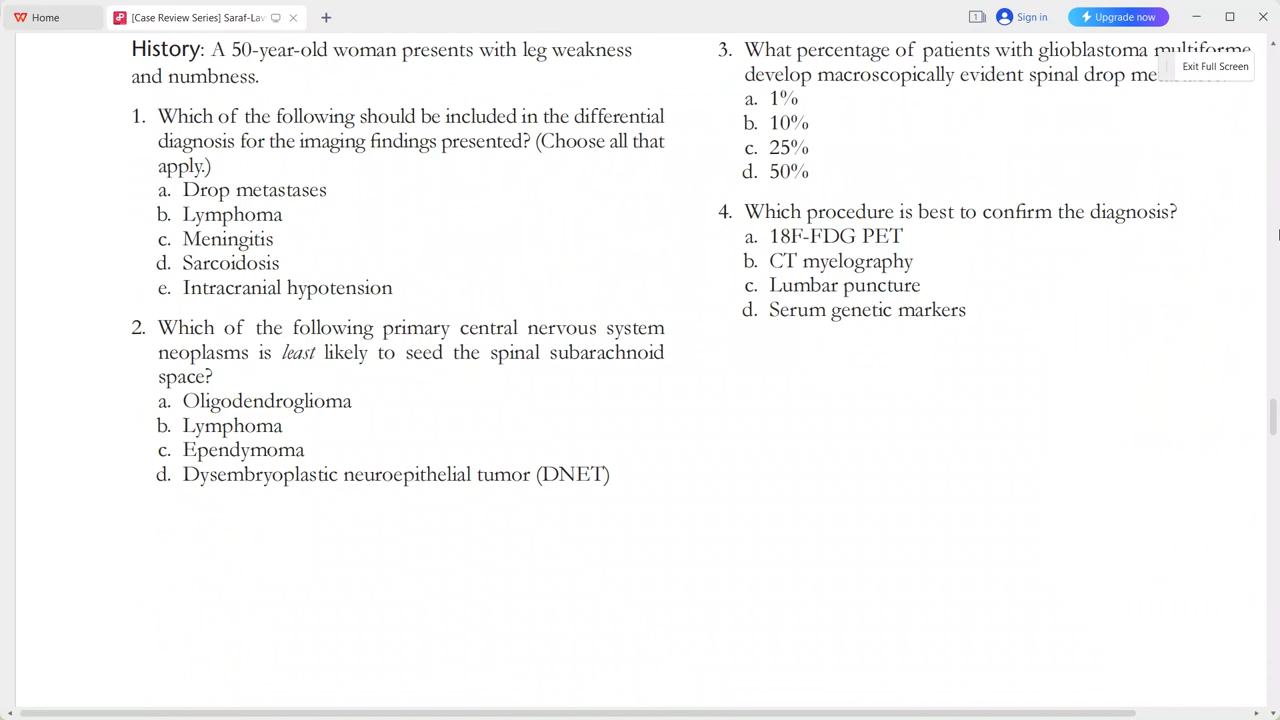 Home
[Case Review Series] Saraf-Lav
1
Sign in
Upgrade now
History: A 50-year-old woman presents with leg weakness
and numbness.
1. Which of the following should be included in the differential
diagnosis for the imaging findings presented? (Choose all that
apply.)
a. Drop metastases
b. Lymphoma
c. Meningitis
d. Sarcoidosis
e. Intracranial hypotension
2. Which of the following primary central nervous system
neoplasms is least likely to seed the spinal subarachnoid
space?
a. Oligodendroglioma
b. Lymphoma
c. Ependymoma
d. Dysembryoplastic neuroepithelial tumor (DNET)
3. What percentage of patients with glioblastoma multiforme
develop macroscopically evident spinal drop
Exit Full Screen
a. 1%
b. 10%
c. 25%
d. 50%
4. Which procedure is best to confirm the diagnosis?
a. 18F-FDG PET
b. CT myelography
c. Lumbar puncture
d. Serum genetic markers